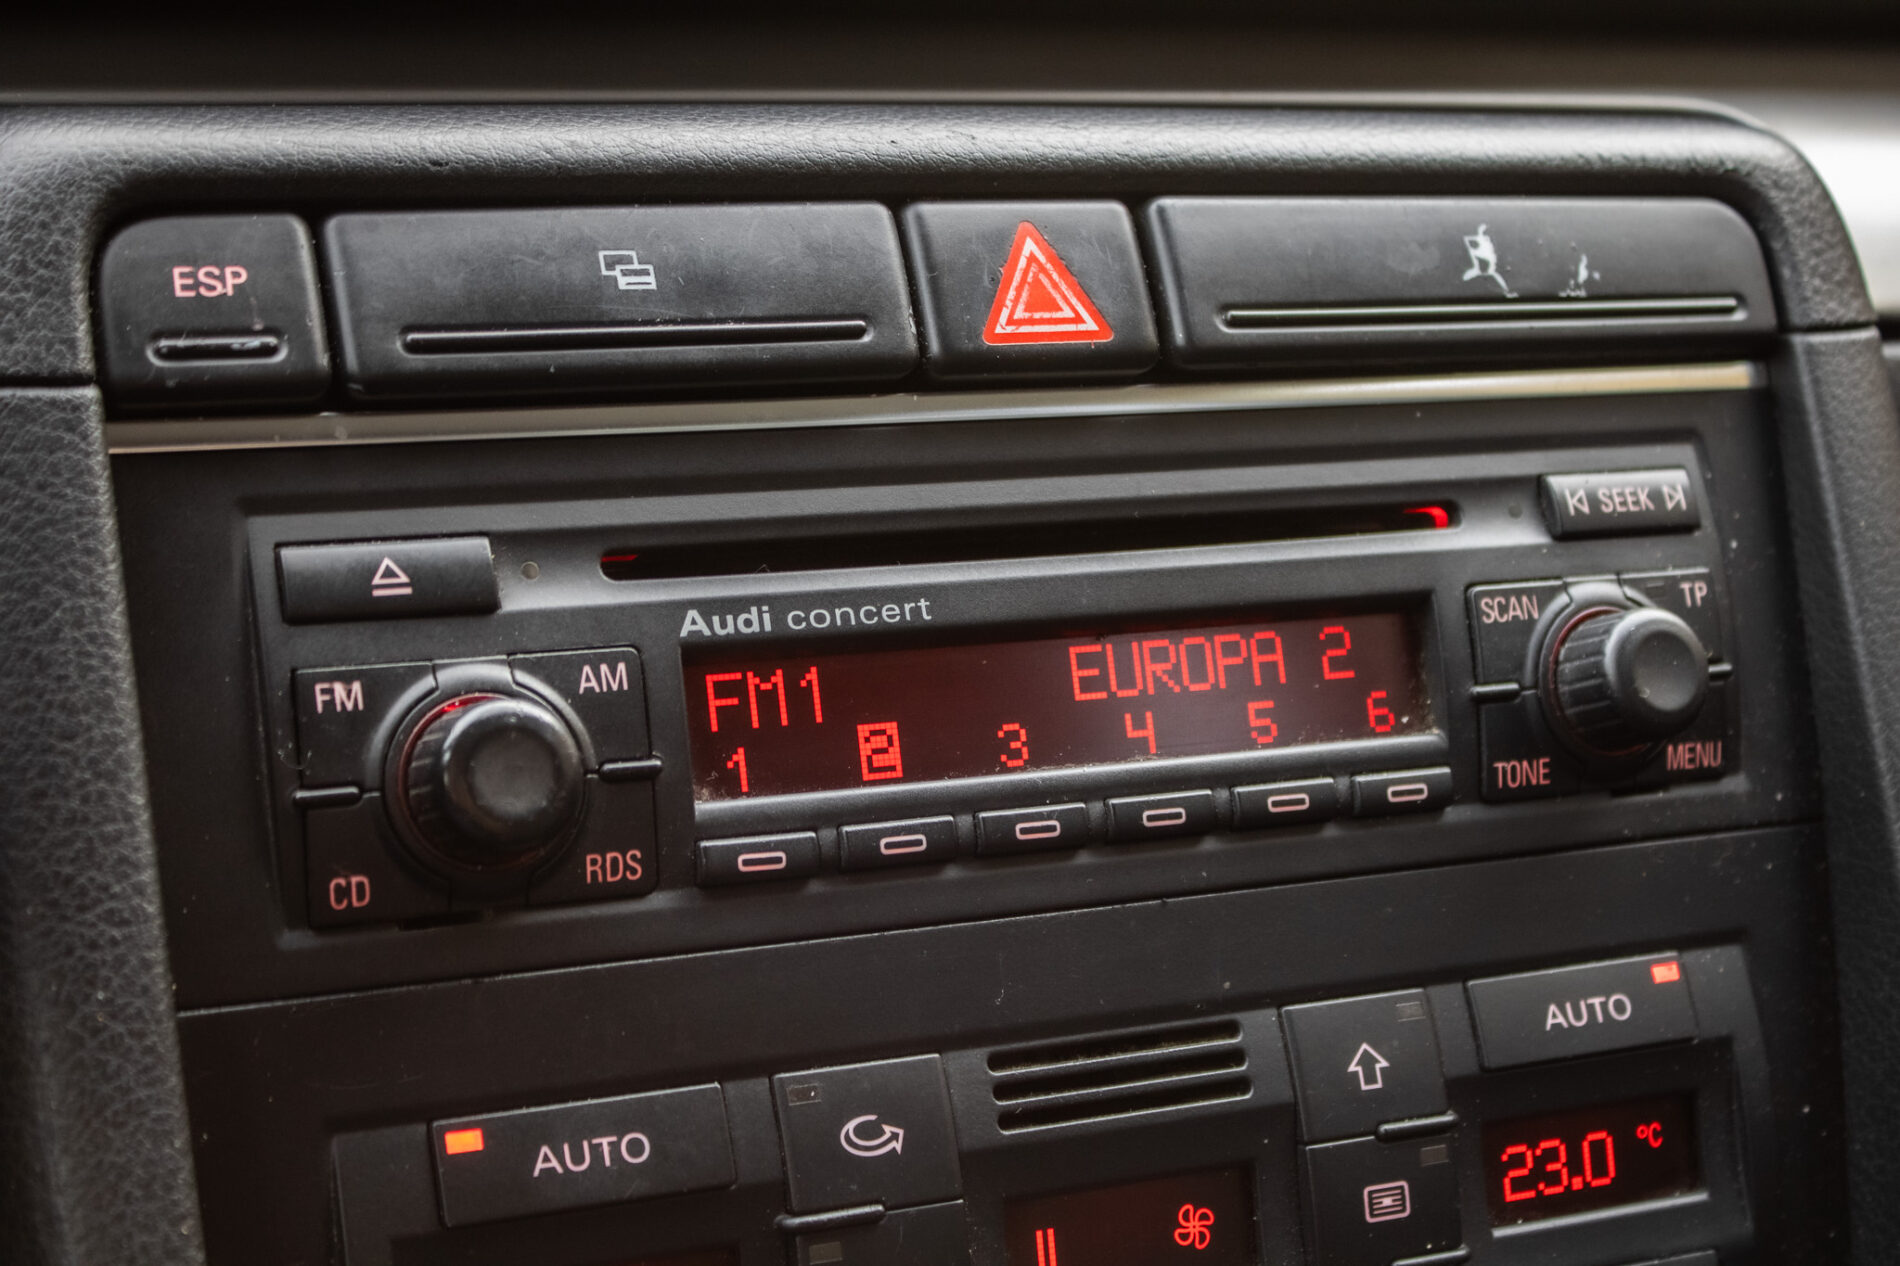 ESP
SEEK
Audi concert
SCAN TP
FM AM
FM1 EUROPA 2
1 2 3 4 5 6
TONE MENU
CD RDS
AUTO
AUTO
23.0 °C